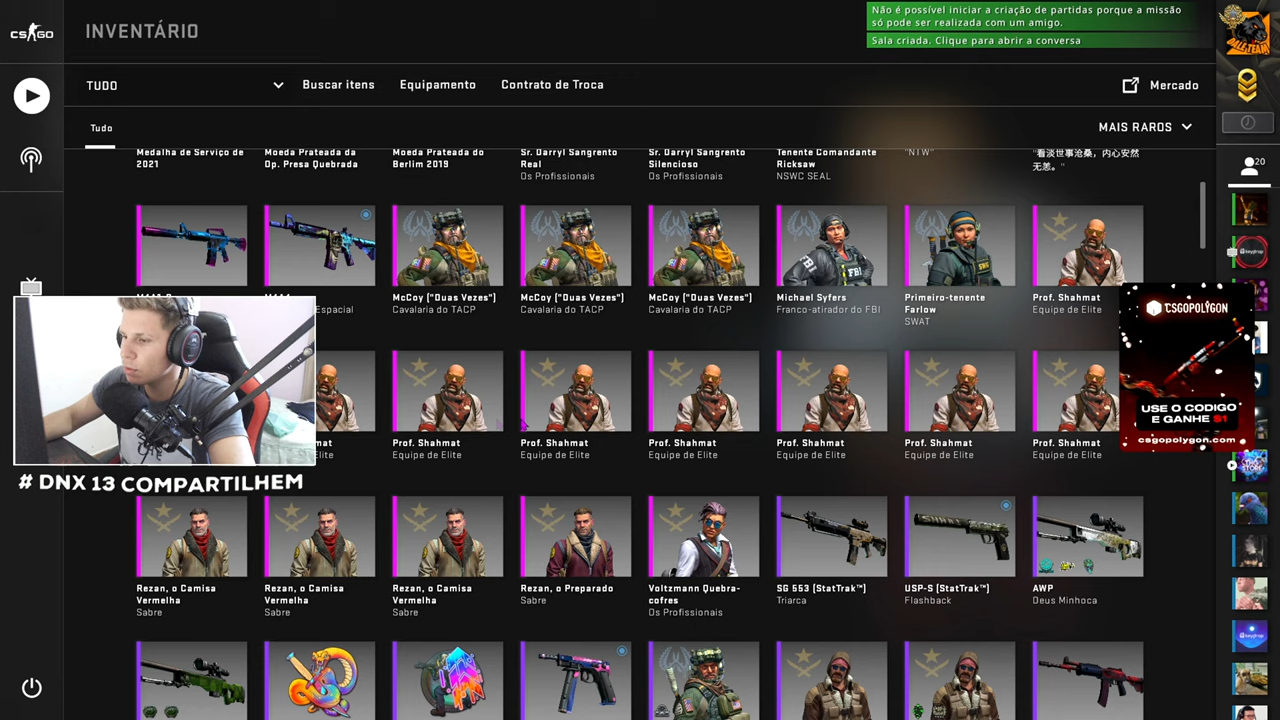 CS:GO
INVENTÁRIO
Não é possível iniciar a criação de partidas porque a missão
só pode ser realizada com um amigo.
Sala criada. Clique para abrir a conversa
TUDO
Buscar itens
Equipamento
Contrato de Troca
Mercado
Tudo
MAIS RAROS
20
Medalha de Serviço de
2021
Moeda Prateada da
Op. Presa Quebrada
Moeda Prateada do
Berlim 2019
Sr. Darryl Sangrento
Real
Os Profissionais
Sr. Darryl Sangrento
Silencioso
Os Profissionais
Tenente Comandante
Ricksaw
NSWC SEAL
"NTW"
"看淡世事沧桑，内心安然
无恙。"
Espacial
McCoy ("Duas Vezes")
Cavalaria do TACP
McCoy ("Duas Vezes")
Cavalaria do TACP
McCoy ("Duas Vezes")
Cavalaria do TACP
Michael Syfers
Franco-atirador do FBI
Primeiro-tenente
Farlow
SWAT
Prof. Shahmat
Equipe de Elite
CSGOPOLYGON
USE O CODIGO
E GANHE $1
csgopolygon.com
Prof. Shahmat
Equipe de Elite
Prof. Shahmat
Equipe de Elite
Prof. Shahmat
Equipe de Elite
Prof. Shahmat
Equipe de Elite
Prof. Shahmat
Equipe de Elite
Prof. Shahmat
Equipe de Elite
# DNX 13 COMPARTILHEM
Rezan, o Camisa
Vermelha
Sabre
Rezan, o Camisa
Vermelha
Sabre
Rezan, o Camisa
Vermelha
Sabre
Rezan, o Preparado
Sabre
Voltzmann Quebra-
cofres
Os Profissionais
SG 553 [StatTrak™]
Triarca
USP-S [StatTrak™]
Flashback
AWP
Deus Minhoca